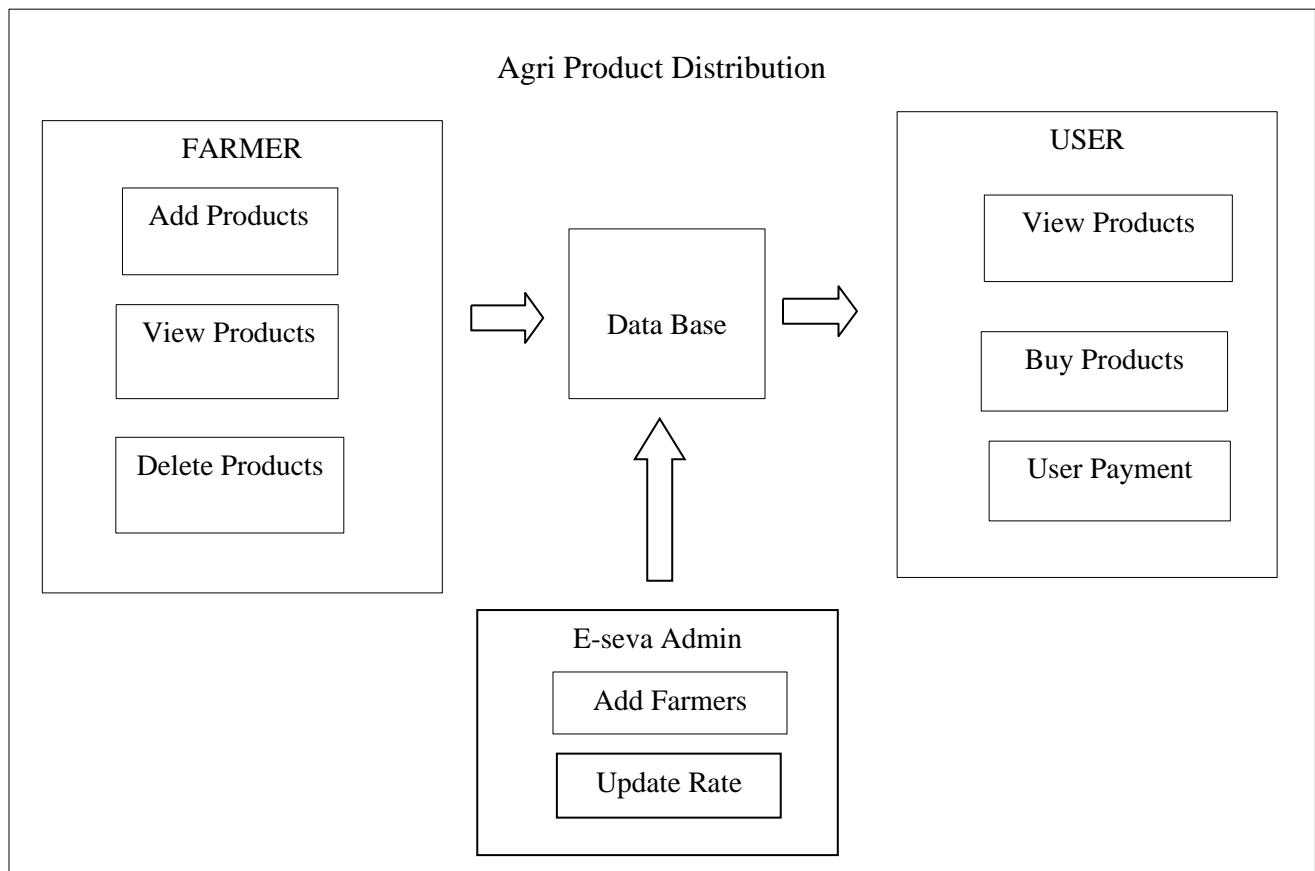 Agri Product Distribution
FARMER
Add Products
View Products
Delete Products
Data Base
USER
View Products
Buy Products
User Payment
E-seva Admin
Add Farmers
Update Rate